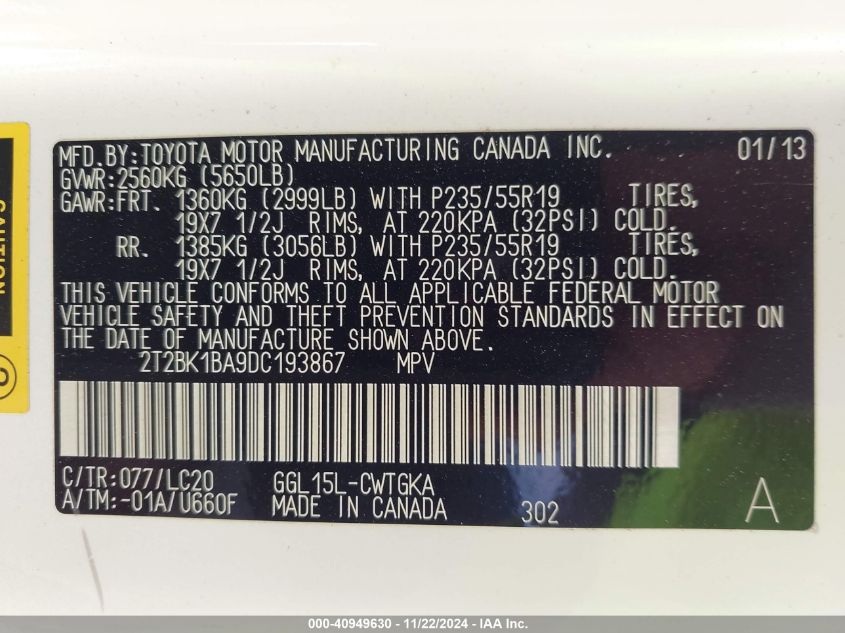 MFD.BY:TOYOTA MOTOR MANUFACTURING CANADA INC. 01/13
GVWR:2560KG (5650LB)
GAWR:FRT. 1360KG (2999LB) WITH P235/55R19 TIRES,
19X7 1/2J RIMS, AT 220KPA (32PSI) COLD.
RR. 1385KG (3056LB) WITH P235/55R19 TIRES,
19X7 1/2J RIMS, AT 220KPA (32PSI) COLD.
THIS VEHICLE CONFORMS TO ALL APPLICABLE FEDERAL MOTOR
VEHICLE SAFETY AND THEFT PREVENTION STANDARDS IN EFFECT ON
THE DATE OF MANUFACTURE SHOWN ABOVE.
2T2BK1BA9DC193867 MPV
C/TR:077/LC20 GGL15L-CWTGKA
A/TM:-01A/U660F MADE IN CANADA 302 A
CAUTION
000-40949630 - 11/22/2024 - IAA Inc.